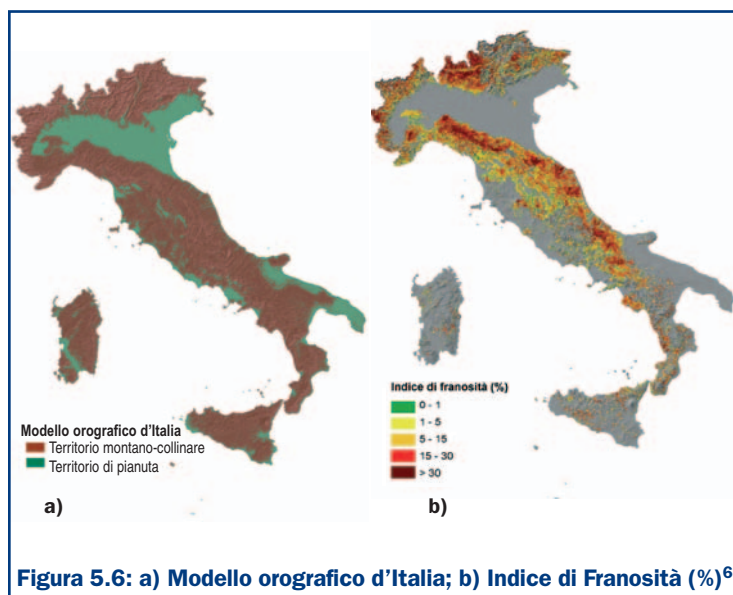 Modello orografico d'Italia
Territorio montano-collinare
Territorio di pianuta
a)
Indice di franosità (%)
0 - 1
1 - 5
5 - 15
15 - 30
> 30
b)
Figura 5.6: a) Modello orografico d'Italia; b) Indice di Franosità (%)6